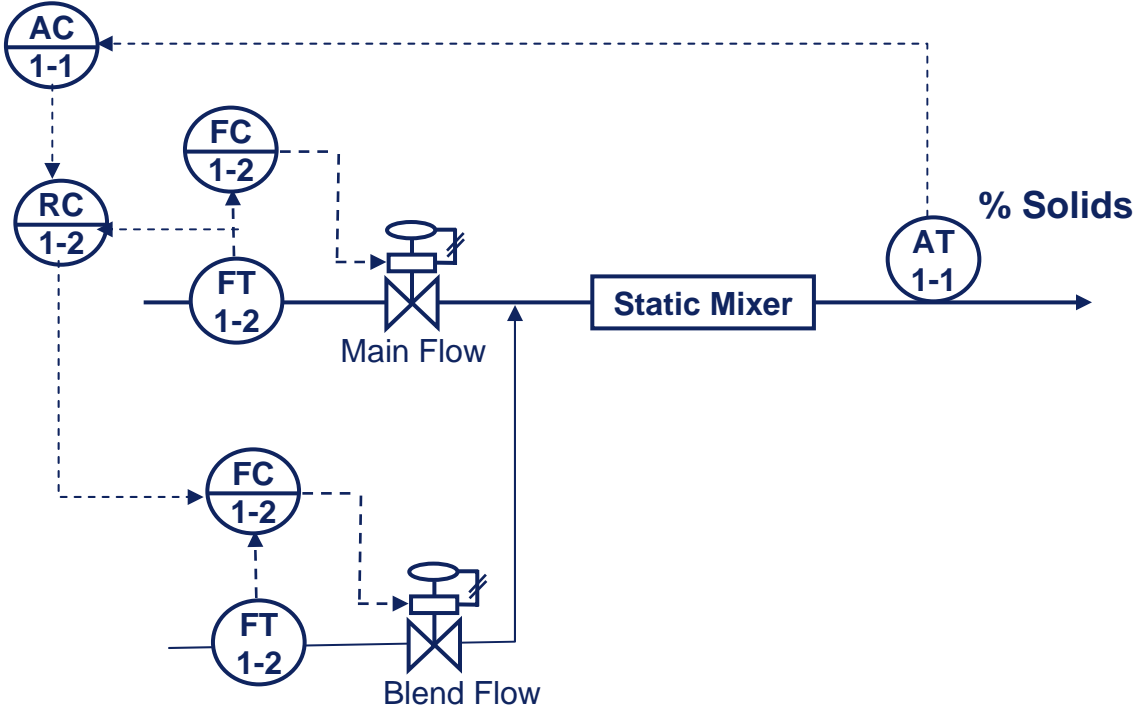 AC
1-1
FC
1-2
RC
1-2
% Solids
AT
1-1
FT
1-2
Static Mixer
Main Flow
FC
1-2
FT
1-2
Blend Flow